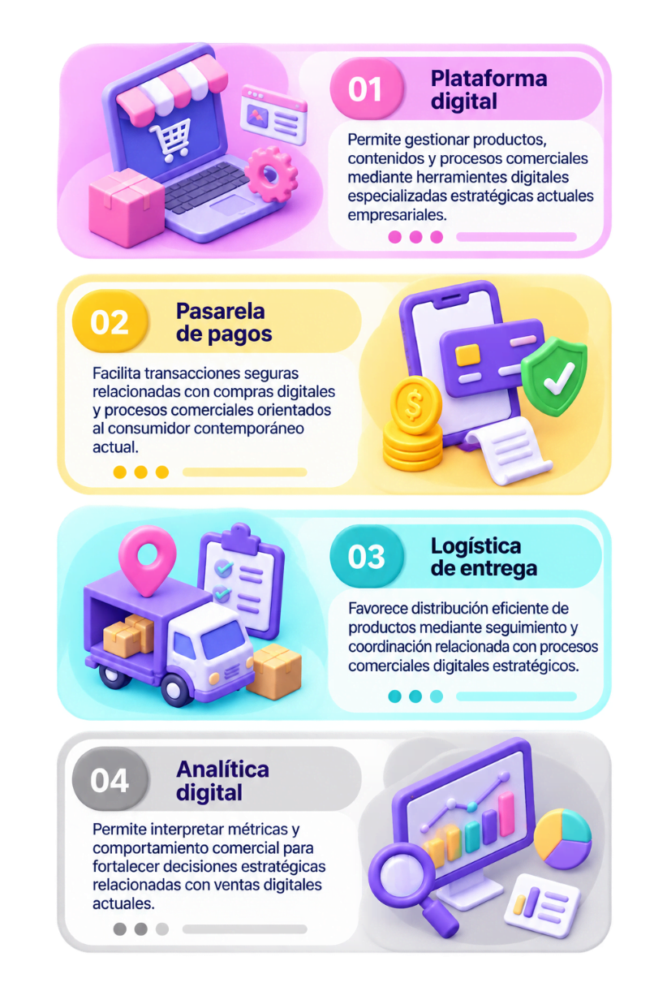 01
Plataforma
digital
Permite gestionar productos,
contenidos y procesos comerciales
mediante herramientes digitales
especializadas estratégicas actuales
empresariales.
02
Pasarela
de pagos
Facilita transacciones seguras
relacionadas con compras digitales
y procesos comerciales orientados
al consumidor contemporáneo
actual.
$
03
Logística
de entrega
Favorece distribución eficiente de
productos mediante seguimiento y
coordinación relacionada con procesos
comerciales digitales estratégicos.
04
Analítica
digital
Permite interpretar métricas y
comportamiento comercial para
fortalecer decisiones estratégicas
relacionadas con ventas digitales
actuales.